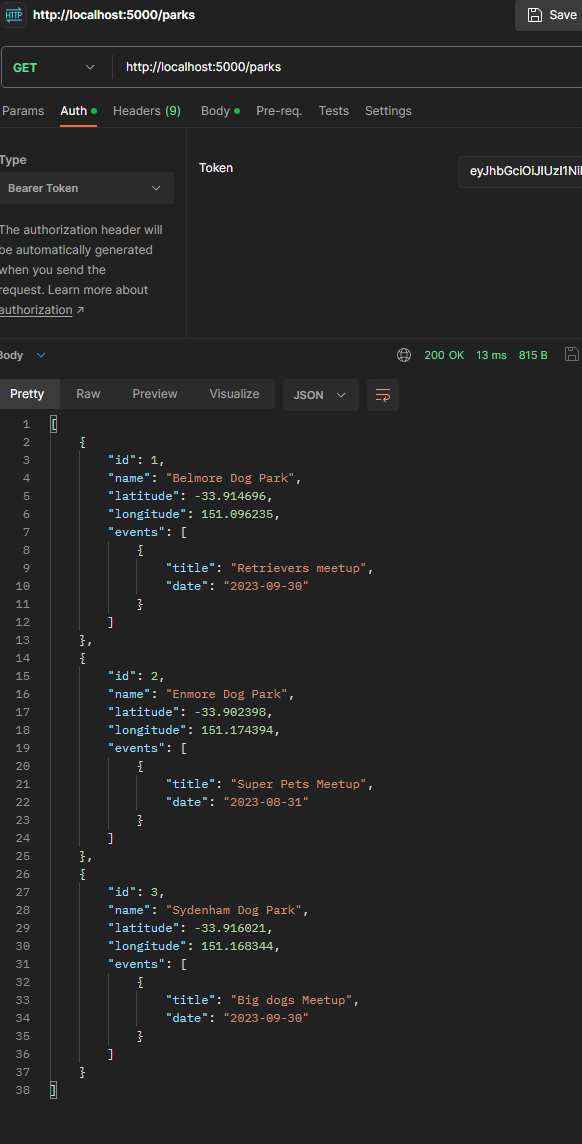 HTTP http://localhost:5000/parks Save
GET http://localhost:5000/parks
Params Auth Headers (9) Body Pre-req. Tests Settings
Type
Bearer Token
Token
The authorization header will
be automatically generated
when you send the
request. Learn more about
authorization ↗
Body 200 OK 13 ms 815 B
Pretty Raw Preview Visualize JSON
1 [
2 {
3 "id": 1,
4 "name": "Belmore Dog Park",
5 "latitude": -33.914696,
6 "longitude": 151.096235,
7 "events": [
8 {
9 "title": "Retrievers meetup",
10 "date": "2023-09-30"
11 }
12 ]
13 },
14 {
15 "id": 2,
16 "name": "Enmore Dog Park",
17 "latitude": -33.902398,
18 "longitude": 151.174394,
19 "events": [
20 {
21 "title": "Super Pets Meetup",
22 "date": "2023-08-31"
23 }
24 ]
25 },
26 {
27 "id": 3,
28 "name": "Sydenham Dog Park",
29 "latitude": -33.916021,
30 "longitude": 151.168344,
31 "events": [
32 {
33 "title": "Big dogs Meetup",
34 "date": "2023-09-30"
35 }
36 ]
37 }
38 ]